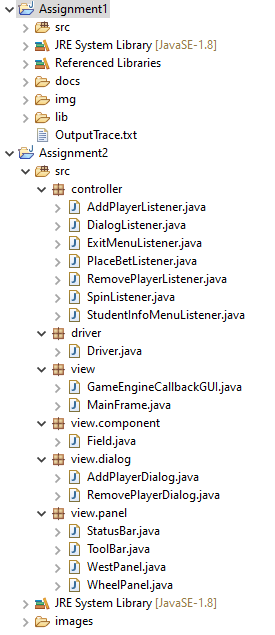 Assignment1
src
JRE System Library [JavaSE-1.8]
Referenced Libraries
docs
img
lib
OutputTrace.txt
Assignment2
src
controller
AddPlayerListener.java
DialogListener.java
ExitMenuListener.java
PlaceBetListener.java
RemovePlayerListener.java
SpinListener.java
StudentInfoMenuListener.java
driver
Driver.java
view
GameEngineCallbackGUI.java
MainFrame.java
view.component
Field.java
view.dialog
AddPlayerDialog.java
RemovePlayerDialog.java
view.panel
StatusBar.java
ToolBar.java
WestPanel.java
WheelPanel.java
JRE System Library [JavaSE-1.8]
images